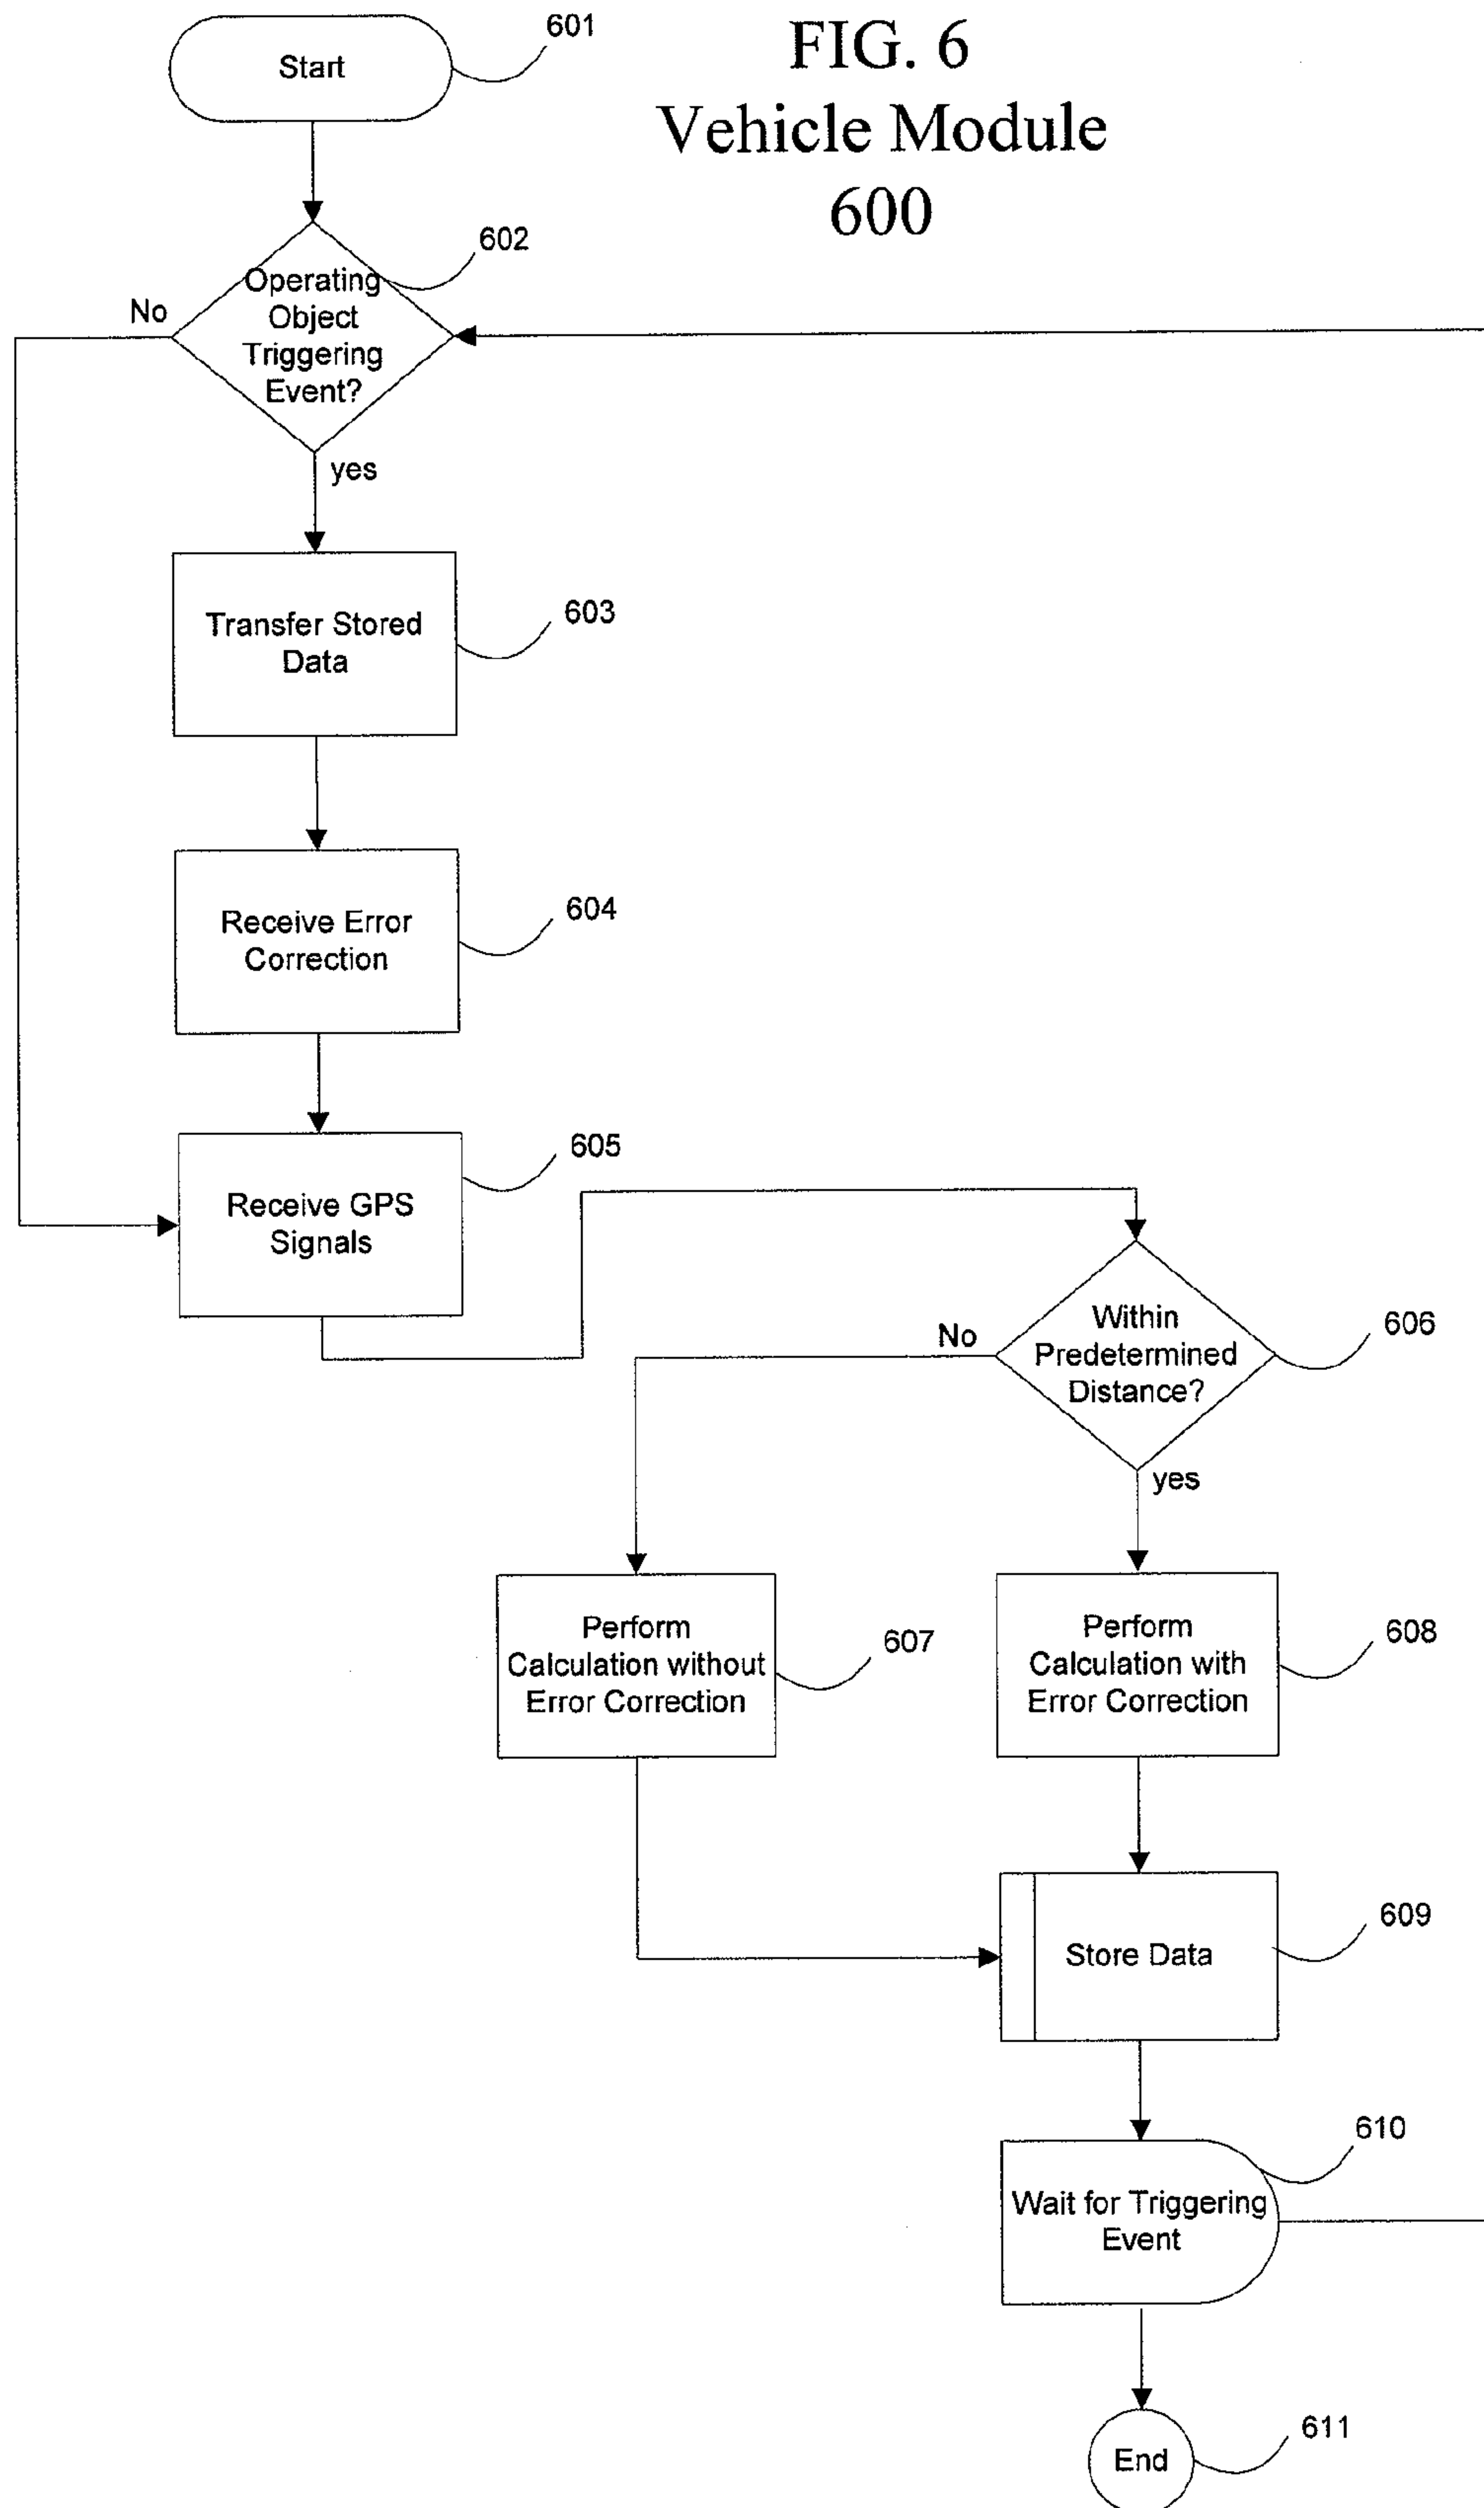 FIG. 6
Vehicle Module
600
Start
601
Operating
Object
Triggering
Event?
602
No
yes
Transfer Stored
Data
603
Receive Error
Correction
604
Receive GPS
Signals
605
Within
Predetermined
Distance?
606
No
yes
Perform
Calculation without
Error Correction
607
Perform
Calculation with
Error Correction
608
Store Data
609
Wait for Triggering
Event
610
End
611